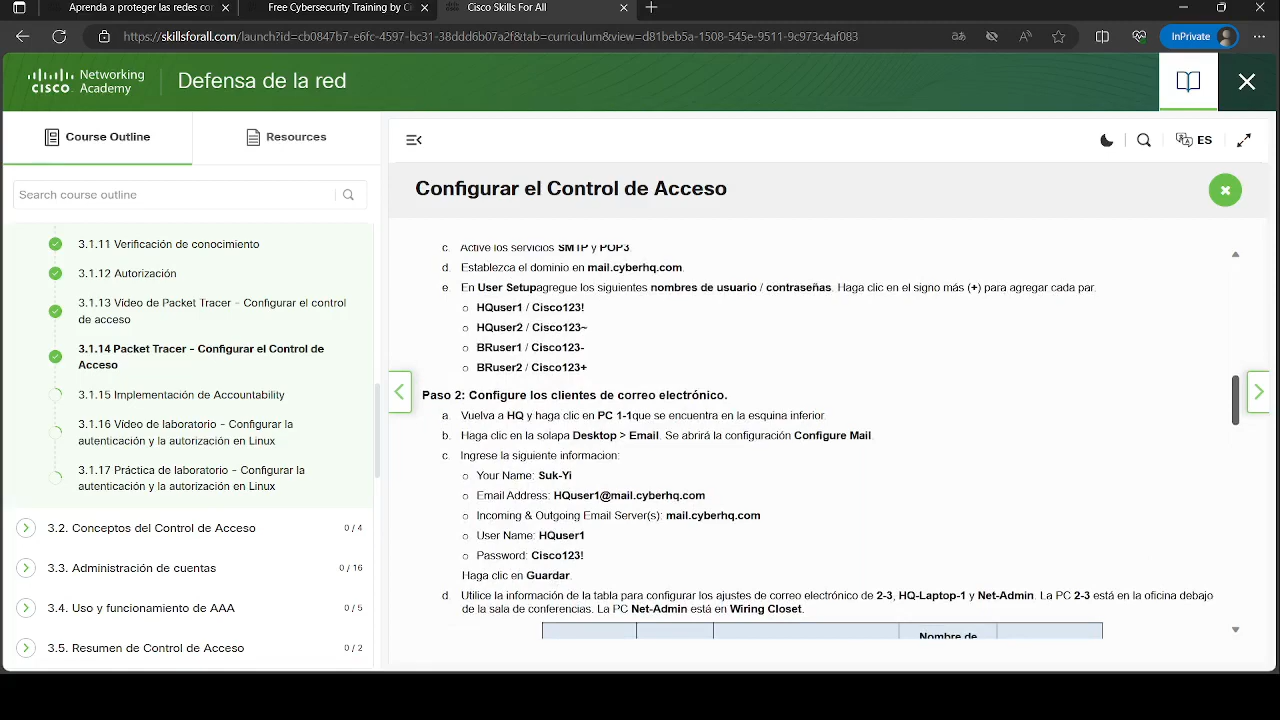 Aprenda a proteger las redes cor
Free Cybersecurity Training by Ci
Cisco Skills For All
https://skillsforall.com/launch?id=cb0847b7-e6fc-4597-bc31-38ddd6b07a2f&tab=curriculum&view=d81beb5a-1508-545e-9511-9c973c4af083
InPrivate
Networking
CISCO Academy
Defensa de la red
Course Outline
Resources
ES
Search course outline
Configurar el Control de Acceso
3.1.11 Verificación de conocimiento
3.1.12 Autorización
3.1.13 Vídeo de Packet Tracer - Configurar el control
de acceso
3.1.14 Packet Tracer - Configurar el Control de
Acceso
3.1.15 Implementación de Accountability
3.1.16 Vídeo de laboratorio - Configurar la
autenticación y la autorización en Linux
3.1.17 Práctica de laboratorio - Configurar la
autenticación y la autorización en Linux
3.2. Conceptos del Control de Acceso 0 / 4
3.3. Administración de cuentas 0 / 16
3.4. Uso y funcionamiento de AAA 0 / 5
3.5. Resumen de Control de Acceso 0 / 2
c. Active los servicios SMTP y POP3.
d. Establezca el dominio en mail.cyberhq.com.
e. En User Setupagregue los siguientes nombres de usuario / contraseñas. Haga clic en el signo más (+) para agregar cada par.
o HQuser1 / Cisco123!
o HQuser2 / Cisco123~
o BRuser1 / Cisco123-
o BRuser2 / Cisco123+
Paso 2: Configure los clientes de correo electrónico.
a. Vuelva a HQ y haga clic en PC 1-1que se encuentra en la esquina inferior.
b. Haga clic en la solapa Desktop > Email. Se abrirá la configuración Configure Mail.
c. Ingrese la siguiente informacion:
o Your Name: Suk-Yi
o Email Address: HQuser1@mail.cyberhq.com
o Incoming & Outgoing Email Server(s): mail.cyberhq.com
o User Name: HQuser1
o Password: Cisco123!
Haga clic en Guardar.
d. Utilice la información de la tabla para configurar los ajustes de correo electrónico de 2-3, HQ-Laptop-1 y Net-Admin. La PC 2-3 está en la oficina debajo
de la sala de conferencias. La PC Net-Admin está en Wiring Closet.
Nombre de